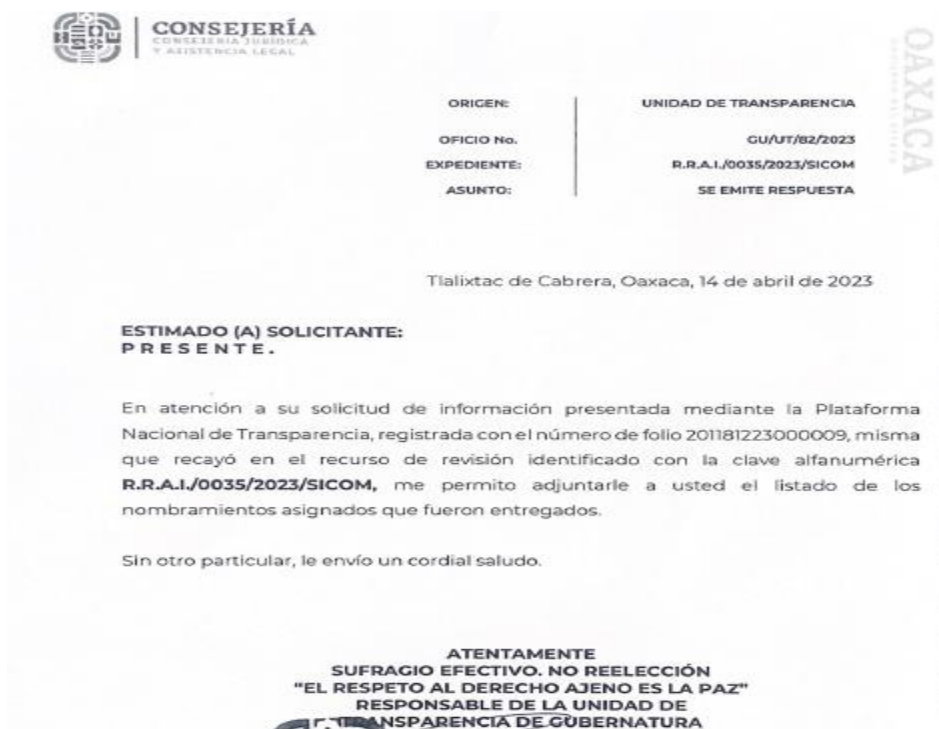 CONSEJERÍA
CONSEJERÍA JURÍDICA
Y ASISTENCIA LEGAL
OAXACA
ORIGEN: UNIDAD DE TRANSPARENCIA
OFICIO No. GU/UT/82/2023
EXPEDIENTE: R.R.A.I./0035/2023/SICOM
ASUNTO: SE EMITE RESPUESTA
Tlalixtac de Cabrera, Oaxaca, 14 de abril de 2023
ESTIMADO (A) SOLICITANTE:
PRESENTE.
En atención a su solicitud de información presentada mediante la Plataforma
Nacional de Transparencia, registrada con el número de folio 201181223000009, misma
que recayó en el recurso de revisión identificado con la clave alfanumérica
R.R.A.I./0035/2023/SICOM, me permito adjuntarle a usted el listado de los
nombramientos asignados que fueron entregados.
Sin otro particular, le envío un cordial saludo.
ATENTAMENTE
SUFRAGIO EFECTIVO. NO REELECCIÓN
"EL RESPETO AL DERECHO AJENO ES LA PAZ"
RESPONSABLE DE LA UNIDAD DE
TRANSPARENCIA DE GUBERNATURA